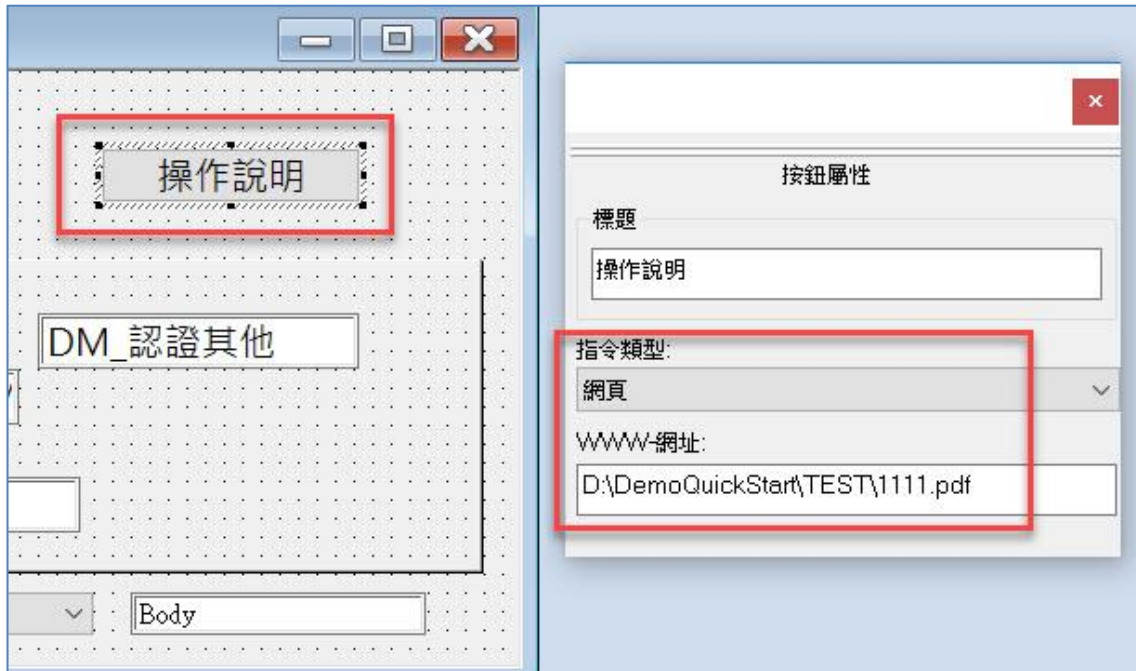 操作說明
DM_認證其他
Body
按鈕屬性
標題
操作說明
指令類型:
網頁
WWW-網址:
D:\DemoQuickStart\TEST\1111.pdf